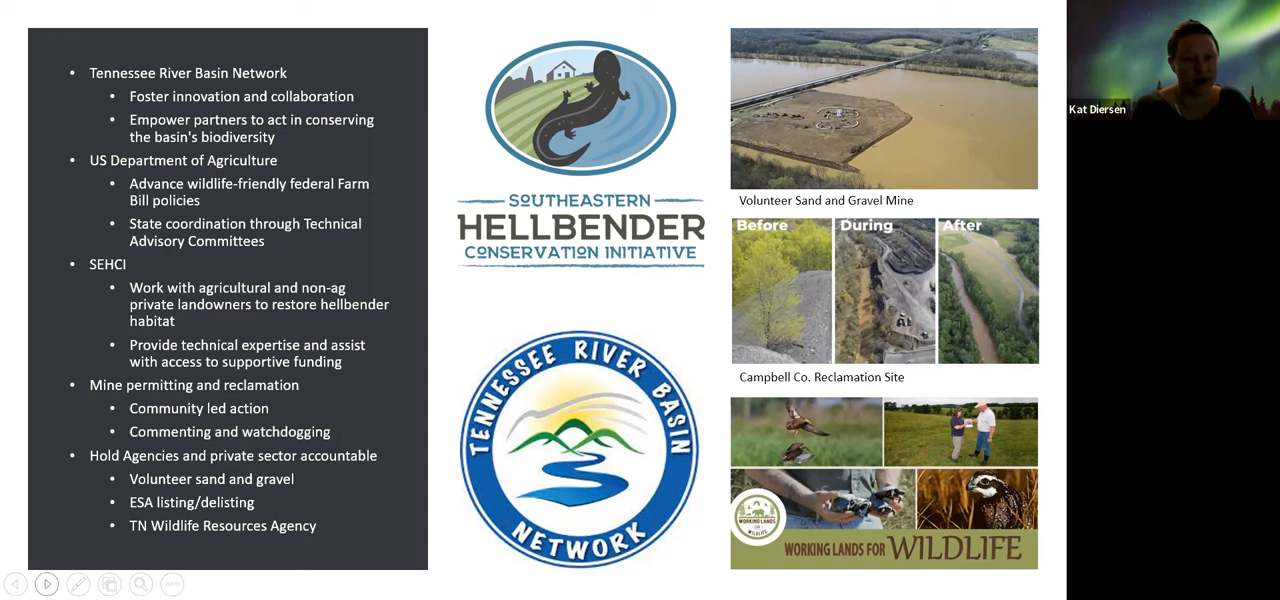 Tennessee River Basin Network
Foster innovation and collaboration
Empower partners to act in conserving
the basin's biodiversity
US Department of Agriculture
Advance wildlife-friendly federal Farm
Bill policies
State coordination through Technical
Advisory Committees
SEHCI
Work with agricultural and non-ag
private landowners to restore hellbender
habitat
Provide technical expertise and assist
with access to supportive funding
Mine permitting and reclamation
Community led action
Commenting and watchdogging
Hold Agencies and private sector accountable
Volunteer sand and gravel
ESA listing/delisting
TN Wildlife Resources Agency
SOUTHEASTERN
HELLBENDER
CONSERVATION INITIATIVE
TENNESSEE RIVER BASIN
NETWORK
Volunteer Sand and Gravel Mine
Before
During
After
Campbell Co. Reclamation Site
WORKING LANDS
FOR
WILDLIFE
WORKING LANDS FOR WILDLIFE
Kat Diersen